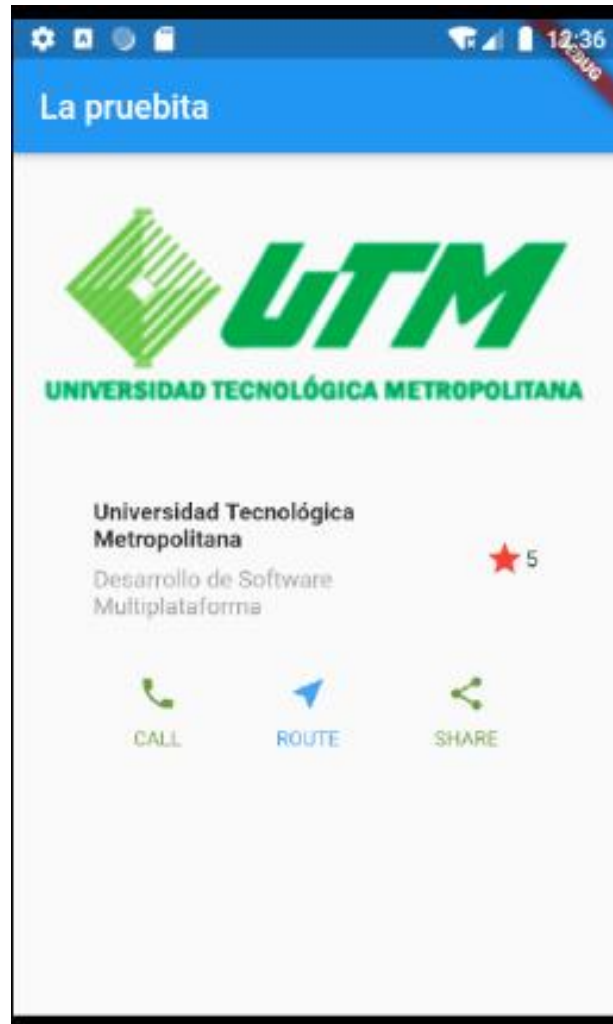 12:36
DEBUG
La pruebita
UTM
UNIVERSIDAD TECNOLÓGICA METROPOLITANA
Universidad Tecnológica
Metropolitana
Desarrollo de Software
Multiplataforma
5
CALL
ROUTE
SHARE